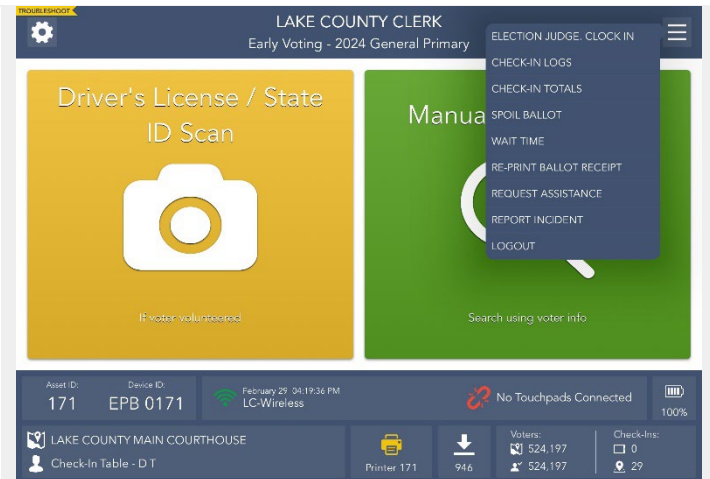 TROUBLESHOOT
LAKE COUNTY CLERK
Early Voting - 2024 General Primary
ELECTION JUDGE. CLOCK IN
CHECK-IN LOGS
CHECK-IN TOTALS
SPOIL BALLOT
WAIT TIME
RE-PRINT BALLOT RECEIPT
REQUEST ASSISTANCE
REPORT INCIDENT
LOGOUT
Driver's License / State
ID Scan
If voter volunteered
Manua
Search using voter info
Asset ID:
171
Device ID:
EPB 0171
February 29 04:19:36 PM
LC-Wireless
No Touchpads Connected
100%
LAKE COUNTY MAIN COURTHOUSE
Check-In Table - D T
Printer 171
946
Voters:
524,197
524,197
Check-Ins:
0
29